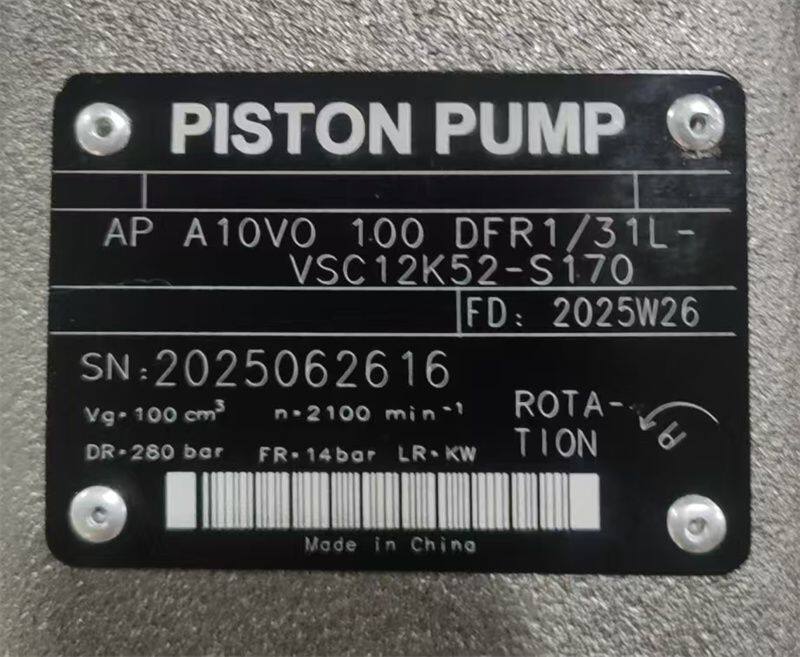 PISTON PUMP
AP A10VO 100 DFR1/31L-
VSC12K52-S170
FD: 2025W26
SN:2025062616
Vg=100 cm³ n=2100 min⁻¹
DR=280 bar FR=14bar LR=KW
ROTA-
TION
Made in China